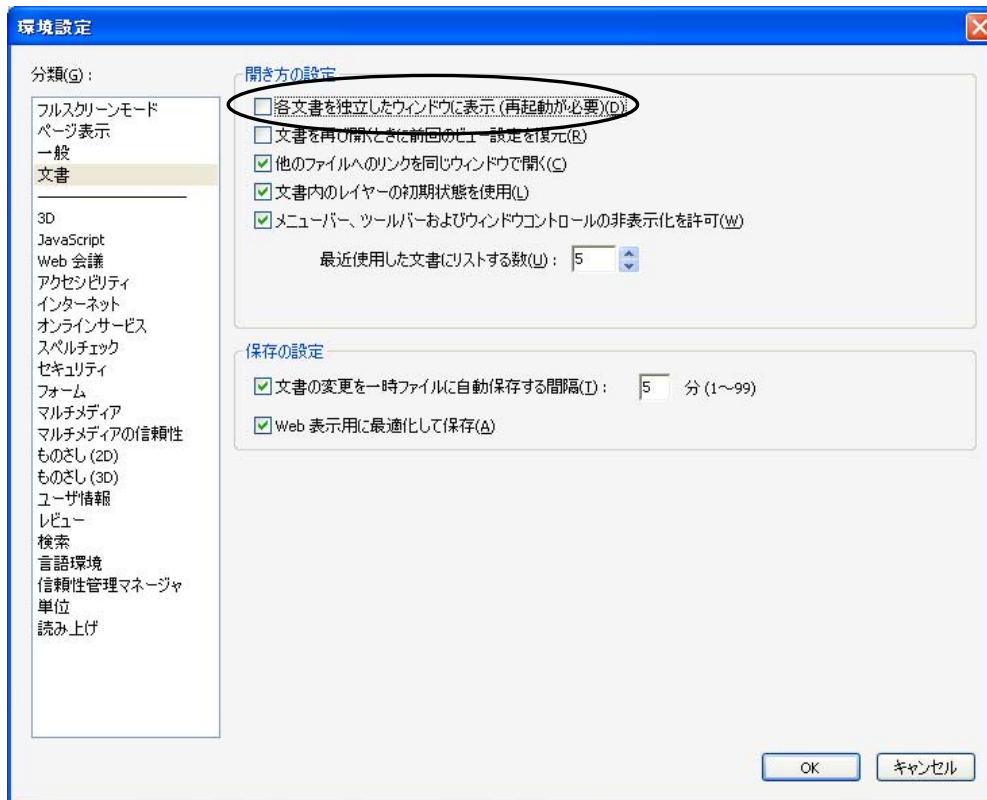 環境設定
分類(G) :
フルスクリーンモード
ページ表示
一般
文書
3D
JavaScript
Web 会議
アクセシビリティ
インターネット
オンラインサービス
スペルチェック
セキュリティ
フォーム
マルチメディア
マルチメディアの信頼性
ものさし (2D)
ものさし (3D)
ユーザ情報
レビュー
検索
言語環境
信頼性管理マネージャ
単位
読み上げ
開き方の設定
各文書を独立したウィンドウに表示 (再起動が必要)(D)
文書を再び開くときに前回のビュー設定を復元(R)
他のファイルへのリンクを同じウィンドウで開く(C)
文書内のレイヤーの初期状態を使用(L)
メニューバー、ツールバーおよびウィンドウコントロールの非表示化を許可(W)
最近使用した文書にリストする数(U) : 5
保存の設定
文書の変更を一時ファイルに自動保存する間隔(I) : 5 分 (1～99)
Web 表示用に最適化して保存(A)
OK キャンセル